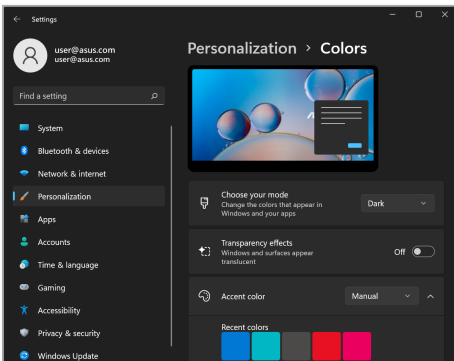 Settings
user@asus.com
user@asus.com
Find a setting
System
Bluetooth & devices
Network & internet
Personalization
Apps
Accounts
Time & language
Gaming
Accessibility
Privacy & security
Windows Update
Personalization > Colors
Choose your mode
Change the colors that appear in
Windows and your apps
Dark
Transparency effects
Windows and surfaces appear
translucent
Off
Accent color
Manual
Recent colors